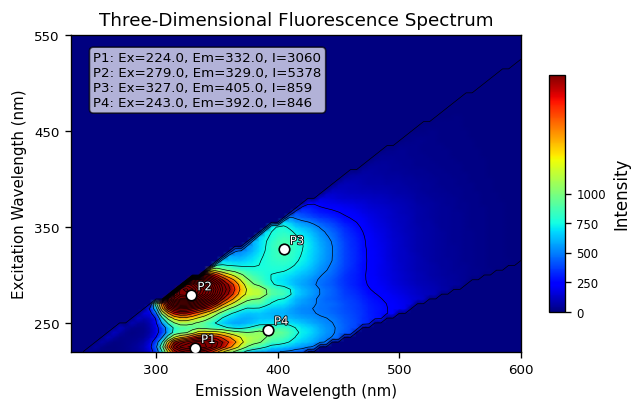 Three-Dimensional Fluorescence Spectrum
P1: Ex=224.0, Em=332.0, I=3060
P2: Ex=279.0, Em=329.0, I=5378
P3: Ex=327.0, Em=405.0, I=859
P4: Ex=243.0, Em=392.0, I=846
Excitation Wavelength (nm)
550
450
350
250
P3
P2
P4
P1
300
400
500
600
Emission Wavelength (nm)
1000
750
500
250
0
Intensity